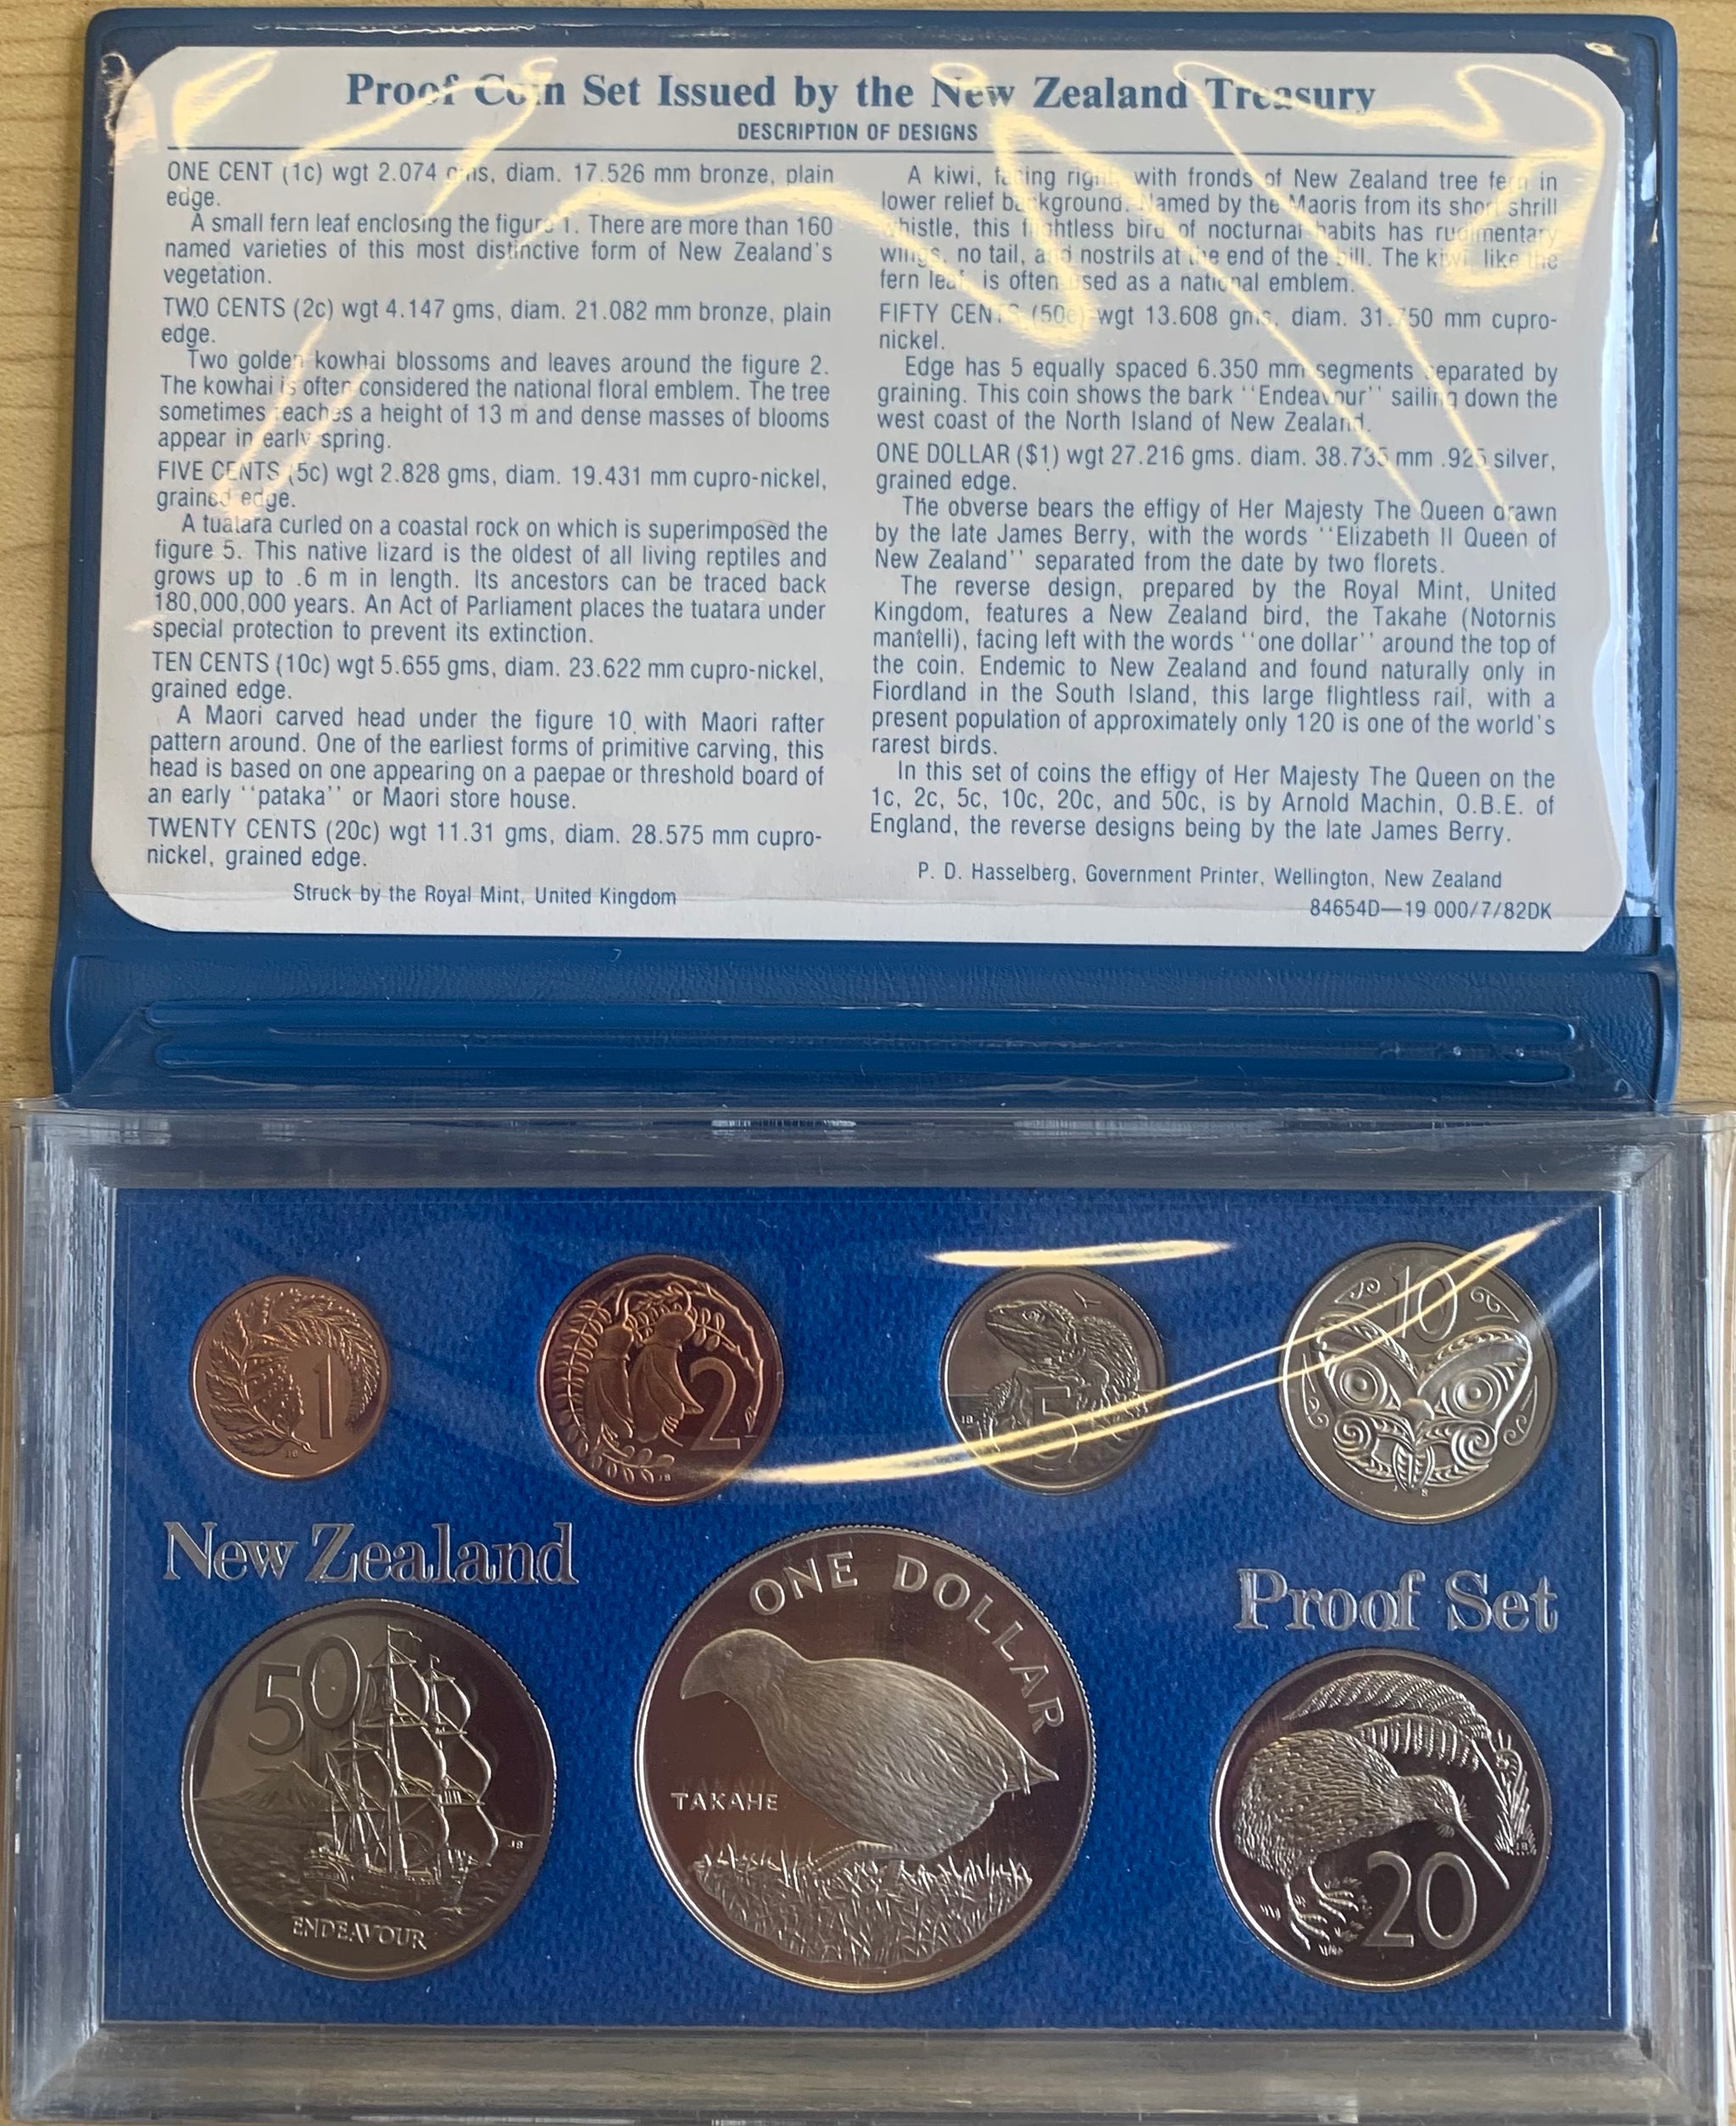 Proof Coin Set Issued by the New Zealand Treasury
DESCRIPTION OF DESIGNS
ONE CENT (1c) wgt 2.074 gms, diam. 17.526 mm bronze, plain
edge.
A small fern leaf enclosing the figure 1. There are more than 160
named varieties of this most distinctive form of New Zealand's
vegetation.
TWO CENTS (2c) wgt 4.147 gms, diam. 21.082 mm bronze, plain
edge.
Two golden kowhai blossoms and leaves around the figure 2.
The kowhai is often considered the national floral emblem. The tree
sometimes reaches a height of 13 m and dense masses of blooms
appear in early spring.
FIVE CENTS (5c) wgt 2.828 gms, diam. 19.431 mm cupro-nickel,
grained edge.
A tuatara curled on a coastal rock on which is superimposed the
figure 5. This native lizard is the oldest of all living reptiles and
grows up to .6 m in length. Its ancestors can be traced back
180,000,000 years. An Act of Parliament places the tuatara under
special protection to prevent its extinction.
TEN CENTS (10c) wgt 5.655 gms, diam. 23.622 mm cupro-nickel,
grained edge.
A Maori carved head under the figure 10 with Maori rafter
pattern around. One of the earliest forms of primitive carving, this
head is based on one appearing on a paepae or threshold board of
an early ''pataka'' or Maori store house.
TWENTY CENTS (20c) wgt 11.31 gms, diam. 28.575 mm cupro-
nickel, grained edge.
Struck by the Royal Mint, United Kingdom
A kiwi, facing right, with fronds of New Zealand tree fern in
lower relief background. Named by the Maoris from its short shrill
whistle, this flightless bird of nocturnal habits has rudimentary
wings, no tail, and nostrils at the end of the bill. The kiwi, like the
fern leaf, is often used as a national emblem.
FIFTY CENTS (50c) wgt 13.608 gms, diam. 31.750 mm cupro-
nickel.
Edge has 5 equally spaced 6.350 mm segments separated by
graining. This coin shows the bark ''Endeavour'' sailing down the
west coast of the North Island of New Zealand.
ONE DOLLAR ($1) wgt 27.216 gms. diam. 38.735 mm .925 silver,
grained edge.
The obverse bears the effigy of Her Majesty The Queen drawn
by the late James Berry, with the words ''Elizabeth II Queen of
New Zealand'' separated from the date by two florets.
The reverse design, prepared by the Royal Mint, United
Kingdom, features a New Zealand bird, the Takahe (Notornis
mantelli), facing left with the words ''one dollar'' around the top of
the coin. Endemic to New Zealand and found naturally only in
Fiordland in the South Island, this large flightless rail, with a
present population of approximately only 120 is one of the world's
rarest birds.
In this set of coins the effigy of Her Majesty The Queen on the
1c, 2c, 5c, 10c, 20c, and 50c, is by Arnold Machin, O.B.E. of
England, the reverse designs being by the late James Berry.
P. D. Hasselberg, Government Printer, Wellington, New Zealand
84654D—19 000/7/82DK
1
JB
2
JB
5
JB
10
J B
New Zealand
Proof Set
50
JB
ENDEAVOUR
ONE DOLLAR
TAKAHE
20
JB